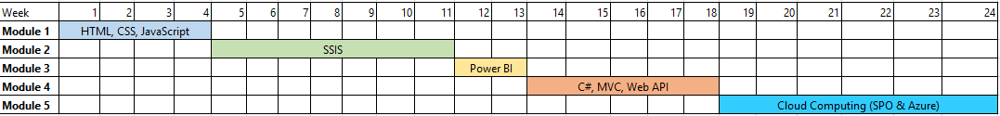 Week 1 2 3 4 5 6 7 8 9 10 11 12 13 14 15 16 17 18 19 20 21 22 23 24
Module 1 HTML, CSS, JavaScript
Module 2 SSIS
Module 3 Power BI
Module 4 C#, MVC, Web API
Module 5 Cloud Computing (SPO & Azure)